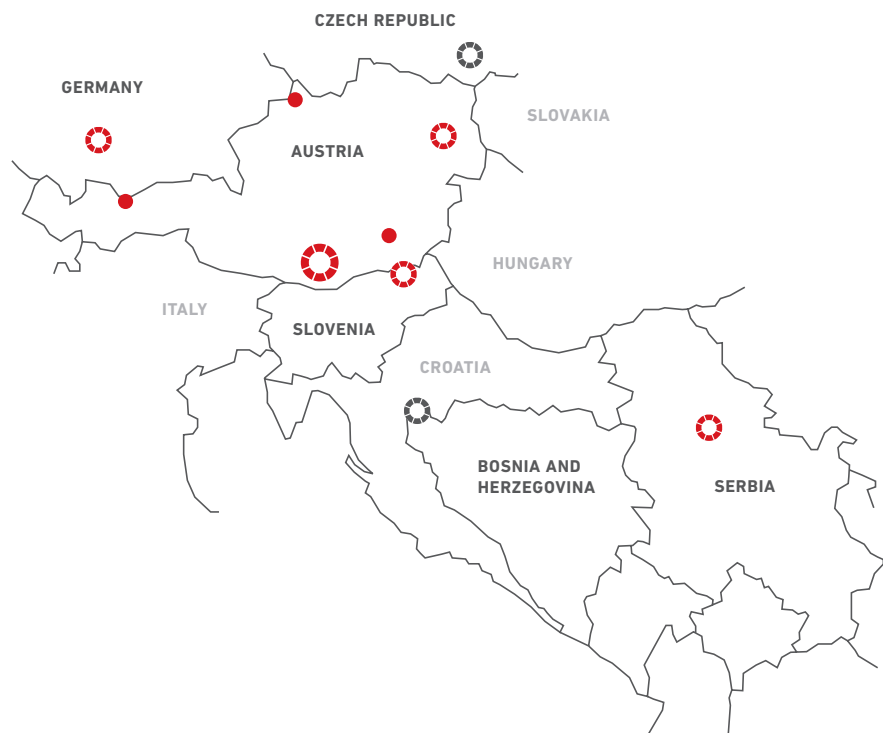 CZECH REPUBLIC
GERMANY
SLOVAKIA
AUSTRIA
HUNGARY
ITALY
SLOVENIA
CROATIA
BOSNIA AND
HERZEGOVINA
SERBIA